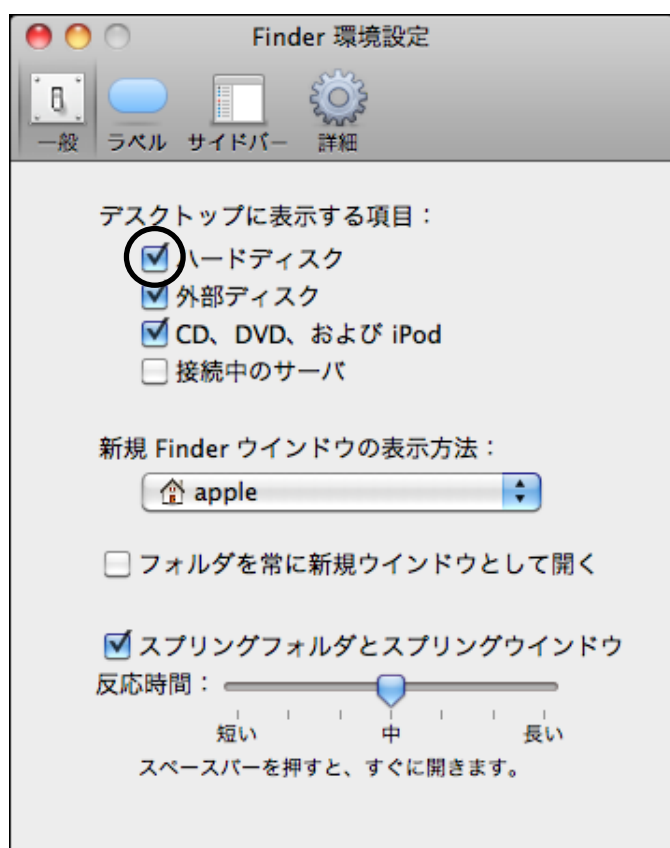 Finder 環境設定
一般 ラベル サイドバー 詳細
デスクトップに表示する項目：
ハードディスク
外部ディスク
CD、DVD、および iPod
接続中のサーバ
新規 Finder ウインドウの表示方法：
apple
フォルダを常に新規ウインドウとして開く
スプリングフォルダとスプリングウインドウ
反応時間：
短い 中 長い
スペースバーを押すと、すぐに開きます。